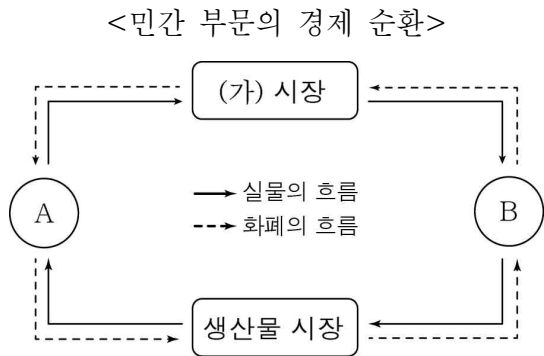 <민간 부문의 경제 순환>
(가) 시장
A
B
실물의 흐름
화폐의 흐름
생산물 시장